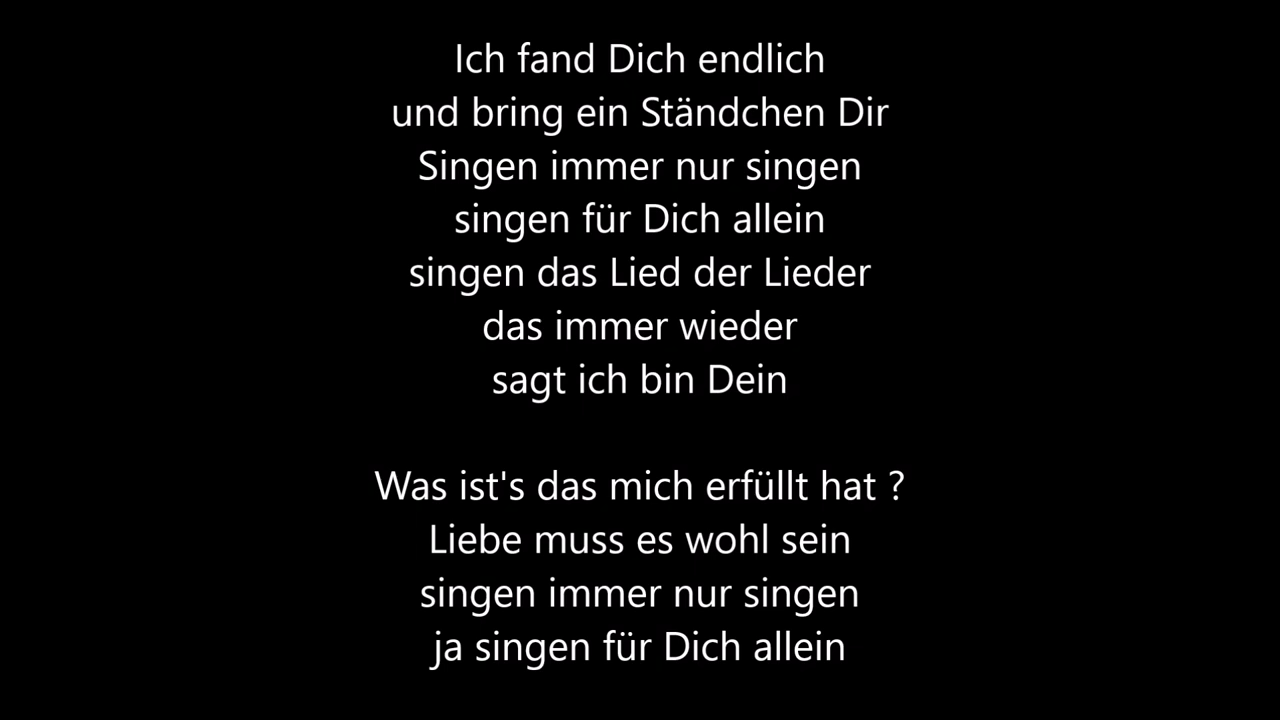 Ich fand Dich endlich
und bring ein Ständchen Dir
Singen immer nur singen
singen für Dich allein
singen das Lied der Lieder
das immer wieder
sagt ich bin Dein
Was ist's das mich erfüllt hat ?
Liebe muss es wohl sein
singen immer nur singen
ja singen für Dich allein